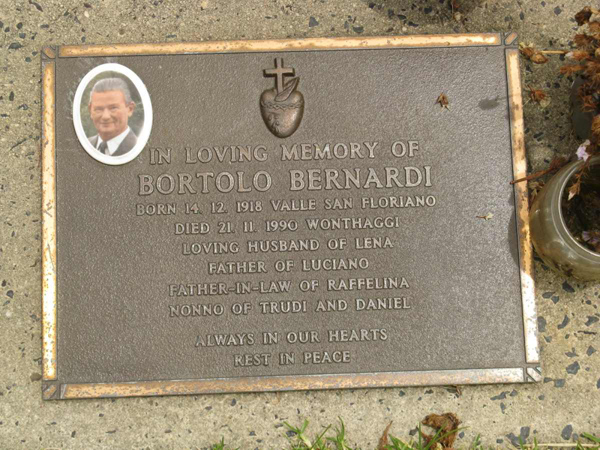 IN LOVING MEMORY OF
BORTOLO BERNARDI
BORN 14. 12. 1918 VALLE SAN FLORIANO
DIED 21. 11. 1990 WONTHAGGI
LOVING HUSBAND OF LENA
FATHER OF LUCIANO
FATHER-IN-LAW OF RAFFELINA
NONNO OF TRUDI AND DANIEL
ALWAYS IN OUR HEARTS
REST IN PEACE